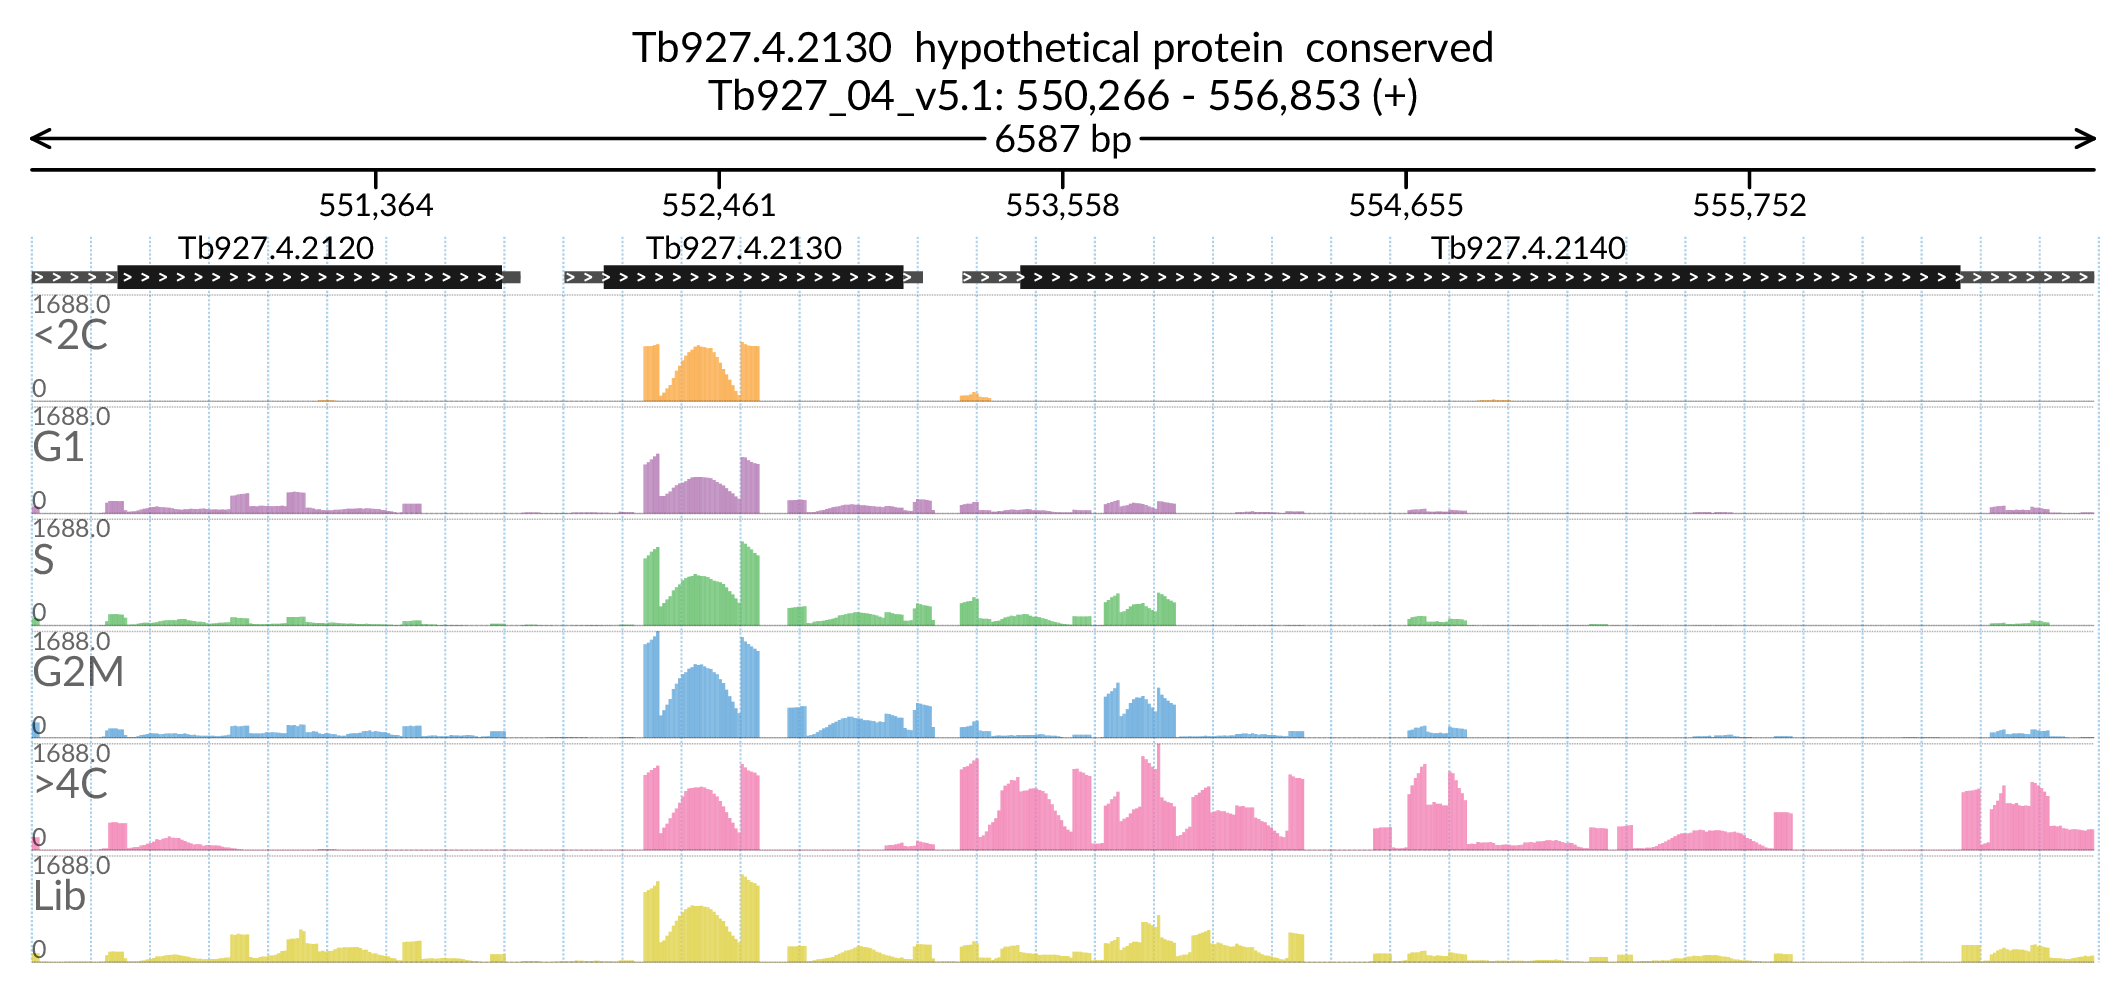 Tb927.4.2130  hypothetical protein  conserved
Tb927_04_v5.1: 550,266 - 556,853 (+)
6587 bp
551,364 552,461 553,558 554,655 555,752
Tb927.4.2120 Tb927.4.2130 Tb927.4.2140
1688.0
<2C
0
1688.0
G1
0
1688.0
S
0
1688.0
G2M
0
1688.0
>4C
0
1688.0
Lib
0